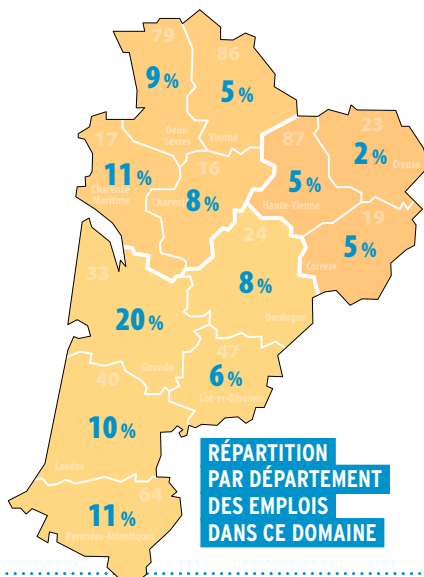 79
9 %
Deux-
Sèvres
86
5 %
Vienne
17
11 %
Charente-
Maritime
16
8 %
87
5 %
Haute-Vienne
23
2 %
Creuse
19
5 %
Corrèze
24
8 %
Dordogne
33
20 %
Gironde
47
6 %
Lot-et-Garonne
40
10 %
Landes
64
11 %
Pyrénées-Atlantiques
RÉPARTITION
PAR DÉPARTEMENT
DES EMPLOIS
DANS CE DOMAINE